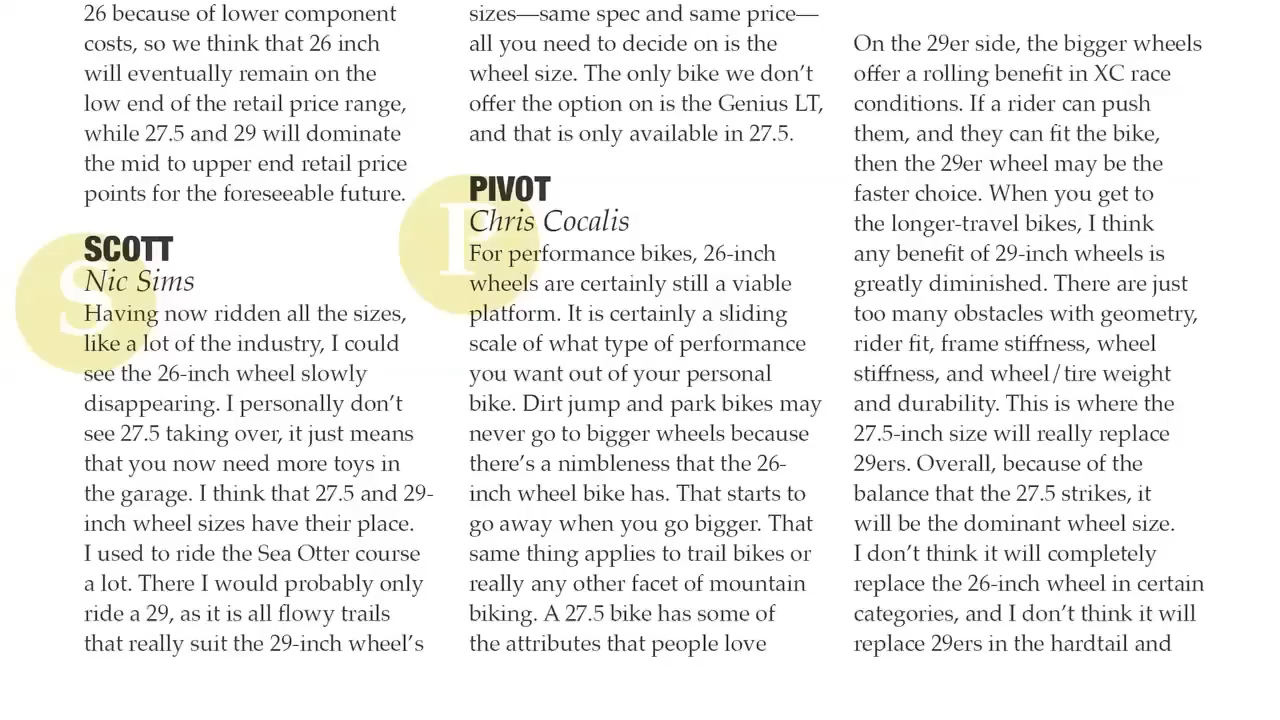 26 because of lower component
costs, so we think that 26 inch
will eventually remain on the
low end of the retail price range,
while 27.5 and 29 will dominate
the mid to upper end retail price
points for the foreseeable future.
S
SCOTT
Nic Sims
Having now ridden all the sizes,
like a lot of the industry, I could
see the 26-inch wheel slowly
disappearing. I personally don’t
see 27.5 taking over, it just means
that you now need more toys in
the garage. I think that 27.5 and 29-
inch wheel sizes have their place.
I used to ride the Sea Otter course
a lot. There I would probably only
ride a 29, as it is all flowy trails
that really suit the 29-inch wheel’s
sizes—same spec and same price—
all you need to decide on is the
wheel size. The only bike we don’t
offer the option on is the Genius LT,
and that is only available in 27.5.
P
PIVOT
Chris Cocalis
For performance bikes, 26-inch
wheels are certainly still a viable
platform. It is certainly a sliding
scale of what type of performance
you want out of your personal
bike. Dirt jump and park bikes may
never go to bigger wheels because
there’s a nimbleness that the 26-
inch wheel bike has. That starts to
go away when you go bigger. That
same thing applies to trail bikes or
really any other facet of mountain
biking. A 27.5 bike has some of
the attributes that people love
On the 29er side, the bigger wheels
offer a rolling benefit in XC race
conditions. If a rider can push
them, and they can fit the bike,
then the 29er wheel may be the
faster choice. When you get to
the longer-travel bikes, I think
any benefit of 29-inch wheels is
greatly diminished. There are just
too many obstacles with geometry,
rider fit, frame stiffness, wheel
stiffness, and wheel/tire weight
and durability. This is where the
27.5-inch size will really replace
29ers. Overall, because of the
balance that the 27.5 strikes, it
will be the dominant wheel size.
I don’t think it will completely
replace the 26-inch wheel in certain
categories, and I don’t think it will
replace 29ers in the hardtail and